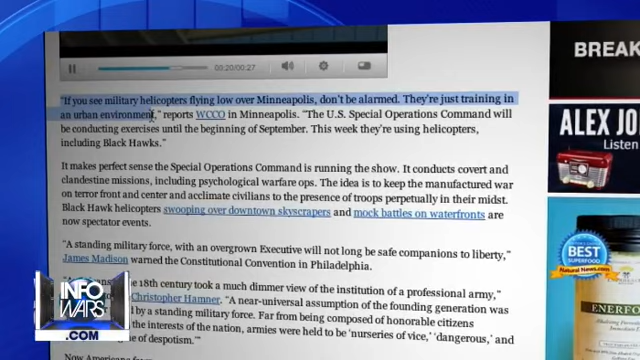 00:20/00:27
"If you see military helicopters flying low over Minneapolis, don't be alarmed. They're just training in
an urban environment," reports WCCO in Minneapolis. "The U.S. Special Operations Command will
be conducting exercises until the beginning of September. This week they're using helicopters,
including Black Hawks."
It makes perfect sense the Special Operations Command is running the show. It conducts covert and
clandestine missions, including psychological warfare ops. The idea is to keep the manufactured war
on terror front and center and acclimate civilians to the presence of troops perpetually in their midst.
Black Hawk helicopters swooping over downtown skyscrapers and mock battles on waterfronts are
now spectator events.
"A standing military force, with an overgrown Executive will not long be safe companions to liberty,"
James Madison warned the Constitutional Convention in Philadelphia.
the 18th century took a much dimmer view of the institution of a professional army,"
Christopher Hamner. "A near-universal assumption of the founding generation was
by a standing military force. Far from being composed of honorable citizens
the interests of the nation, armies were held to be 'nurseries of vice,' 'dangerous,' and
of despotism.'"
BREAK
ALEX JO
Listen
BEST
SUPERFOOD
NaturalNews.com
ENERFO
INFO
WARS
.COM